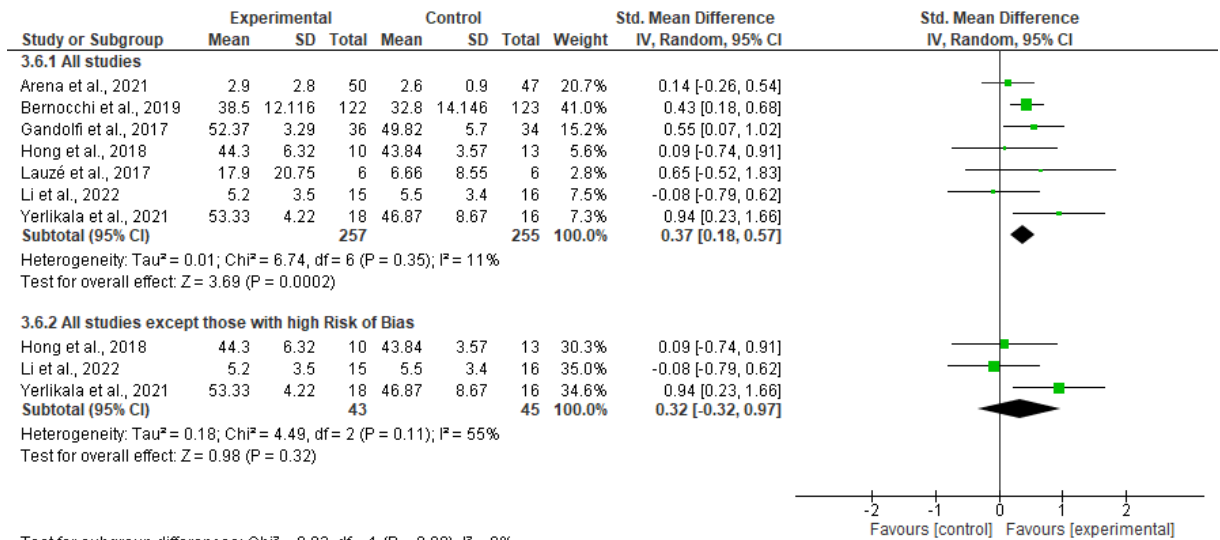 Experimental Control Std. Mean Difference Std. Mean Difference
Study or Subgroup Mean SD Total Mean SD Total Weight IV, Random, 95% CI IV, Random, 95% CI
3.6.1 All studies
Arena et al., 2021 2.9 2.8 50 2.6 0.9 47 20.7% 0.14 [-0.26, 0.54]
Bernocchi et al., 2019 38.5 12.116 122 32.8 14.146 123 41.0% 0.43 [0.18, 0.68]
Gandolfi et al., 2017 52.37 3.29 36 49.82 5.7 34 15.2% 0.55 [0.07, 1.02]
Hong et al., 2018 44.3 6.32 10 43.84 3.57 13 5.6% 0.09 [-0.74, 0.91]
Lauzé et al., 2017 17.9 20.75 6 6.66 8.55 6 2.8% 0.65 [-0.52, 1.83]
Li et al., 2022 5.2 3.5 15 5.5 3.4 16 7.5% -0.08 [-0.79, 0.62]
Yerlikala et al., 2021 53.33 4.22 18 46.87 8.67 16 7.3% 0.94 [0.23, 1.66]
Subtotal (95% CI) 257 255 100.0% 0.37 [0.18, 0.57]
Heterogeneity: Tau² = 0.01; Chi² = 6.74, df = 6 (P = 0.35); I² = 11%
Test for overall effect: Z = 3.69 (P = 0.0002)
3.6.2 All studies except those with high Risk of Bias
Hong et al., 2018 44.3 6.32 10 43.84 3.57 13 30.3% 0.09 [-0.74, 0.91]
Li et al., 2022 5.2 3.5 15 5.5 3.4 16 35.0% -0.08 [-0.79, 0.62]
Yerlikala et al., 2021 53.33 4.22 18 46.87 8.67 16 34.6% 0.94 [0.23, 1.66]
Subtotal (95% CI) 43 45 100.0% 0.32 [-0.32, 0.97]
Heterogeneity: Tau² = 0.18; Chi² = 4.49, df = 2 (P = 0.11); I² = 55%
Test for overall effect: Z = 0.98 (P = 0.32)
-2 -1 0 1 2
Favours [control] Favours [experimental]